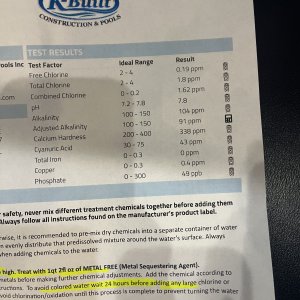 K-Built
CONSTRUCTION & POOLS
ools Inc
TEST RESULTS
Test Factor Ideal Range Result
Free Chlorine 2 - 4 0.19 ppm
Total Chlorine 2 - 4 1.8 ppm
Combined Chlorine 0 - 0.2 1.62 ppm
pH 7.2 - 7.8 7.8
Alkalinity 100 - 150 104 ppm
Adjusted Alkalinity 100 - 150 91 ppm
Calcium Hardness 200 - 400 338 ppm
Cyanuric Acid 30 - 75 43 ppm
Total Iron 0 - 0.3 0 ppm
Copper 0 - 0.3 0.4 ppm
Phosphate 0 - 300 49 ppb
.com
r safety, never mix different treatment chemicals together before adding them
Always follow all instructions found on the manufacturer's product label.
rwise, it is recommended to pre-mix dry chemicals into a separate container of water
n evenly distribute that predissolved mixture around the water's surface. Always
when adding chemicals to the water.
high. Treat with 1qt 2fl oz of METAL FREE (Metal Sequestering Agent).
metals before making further chemical adjustments. Add the chemical according to
tructions. To avoid colored water wait 24 hours before adding any large chlorine or
void chlorination/oxidation until this process is complete to prevent turning the water